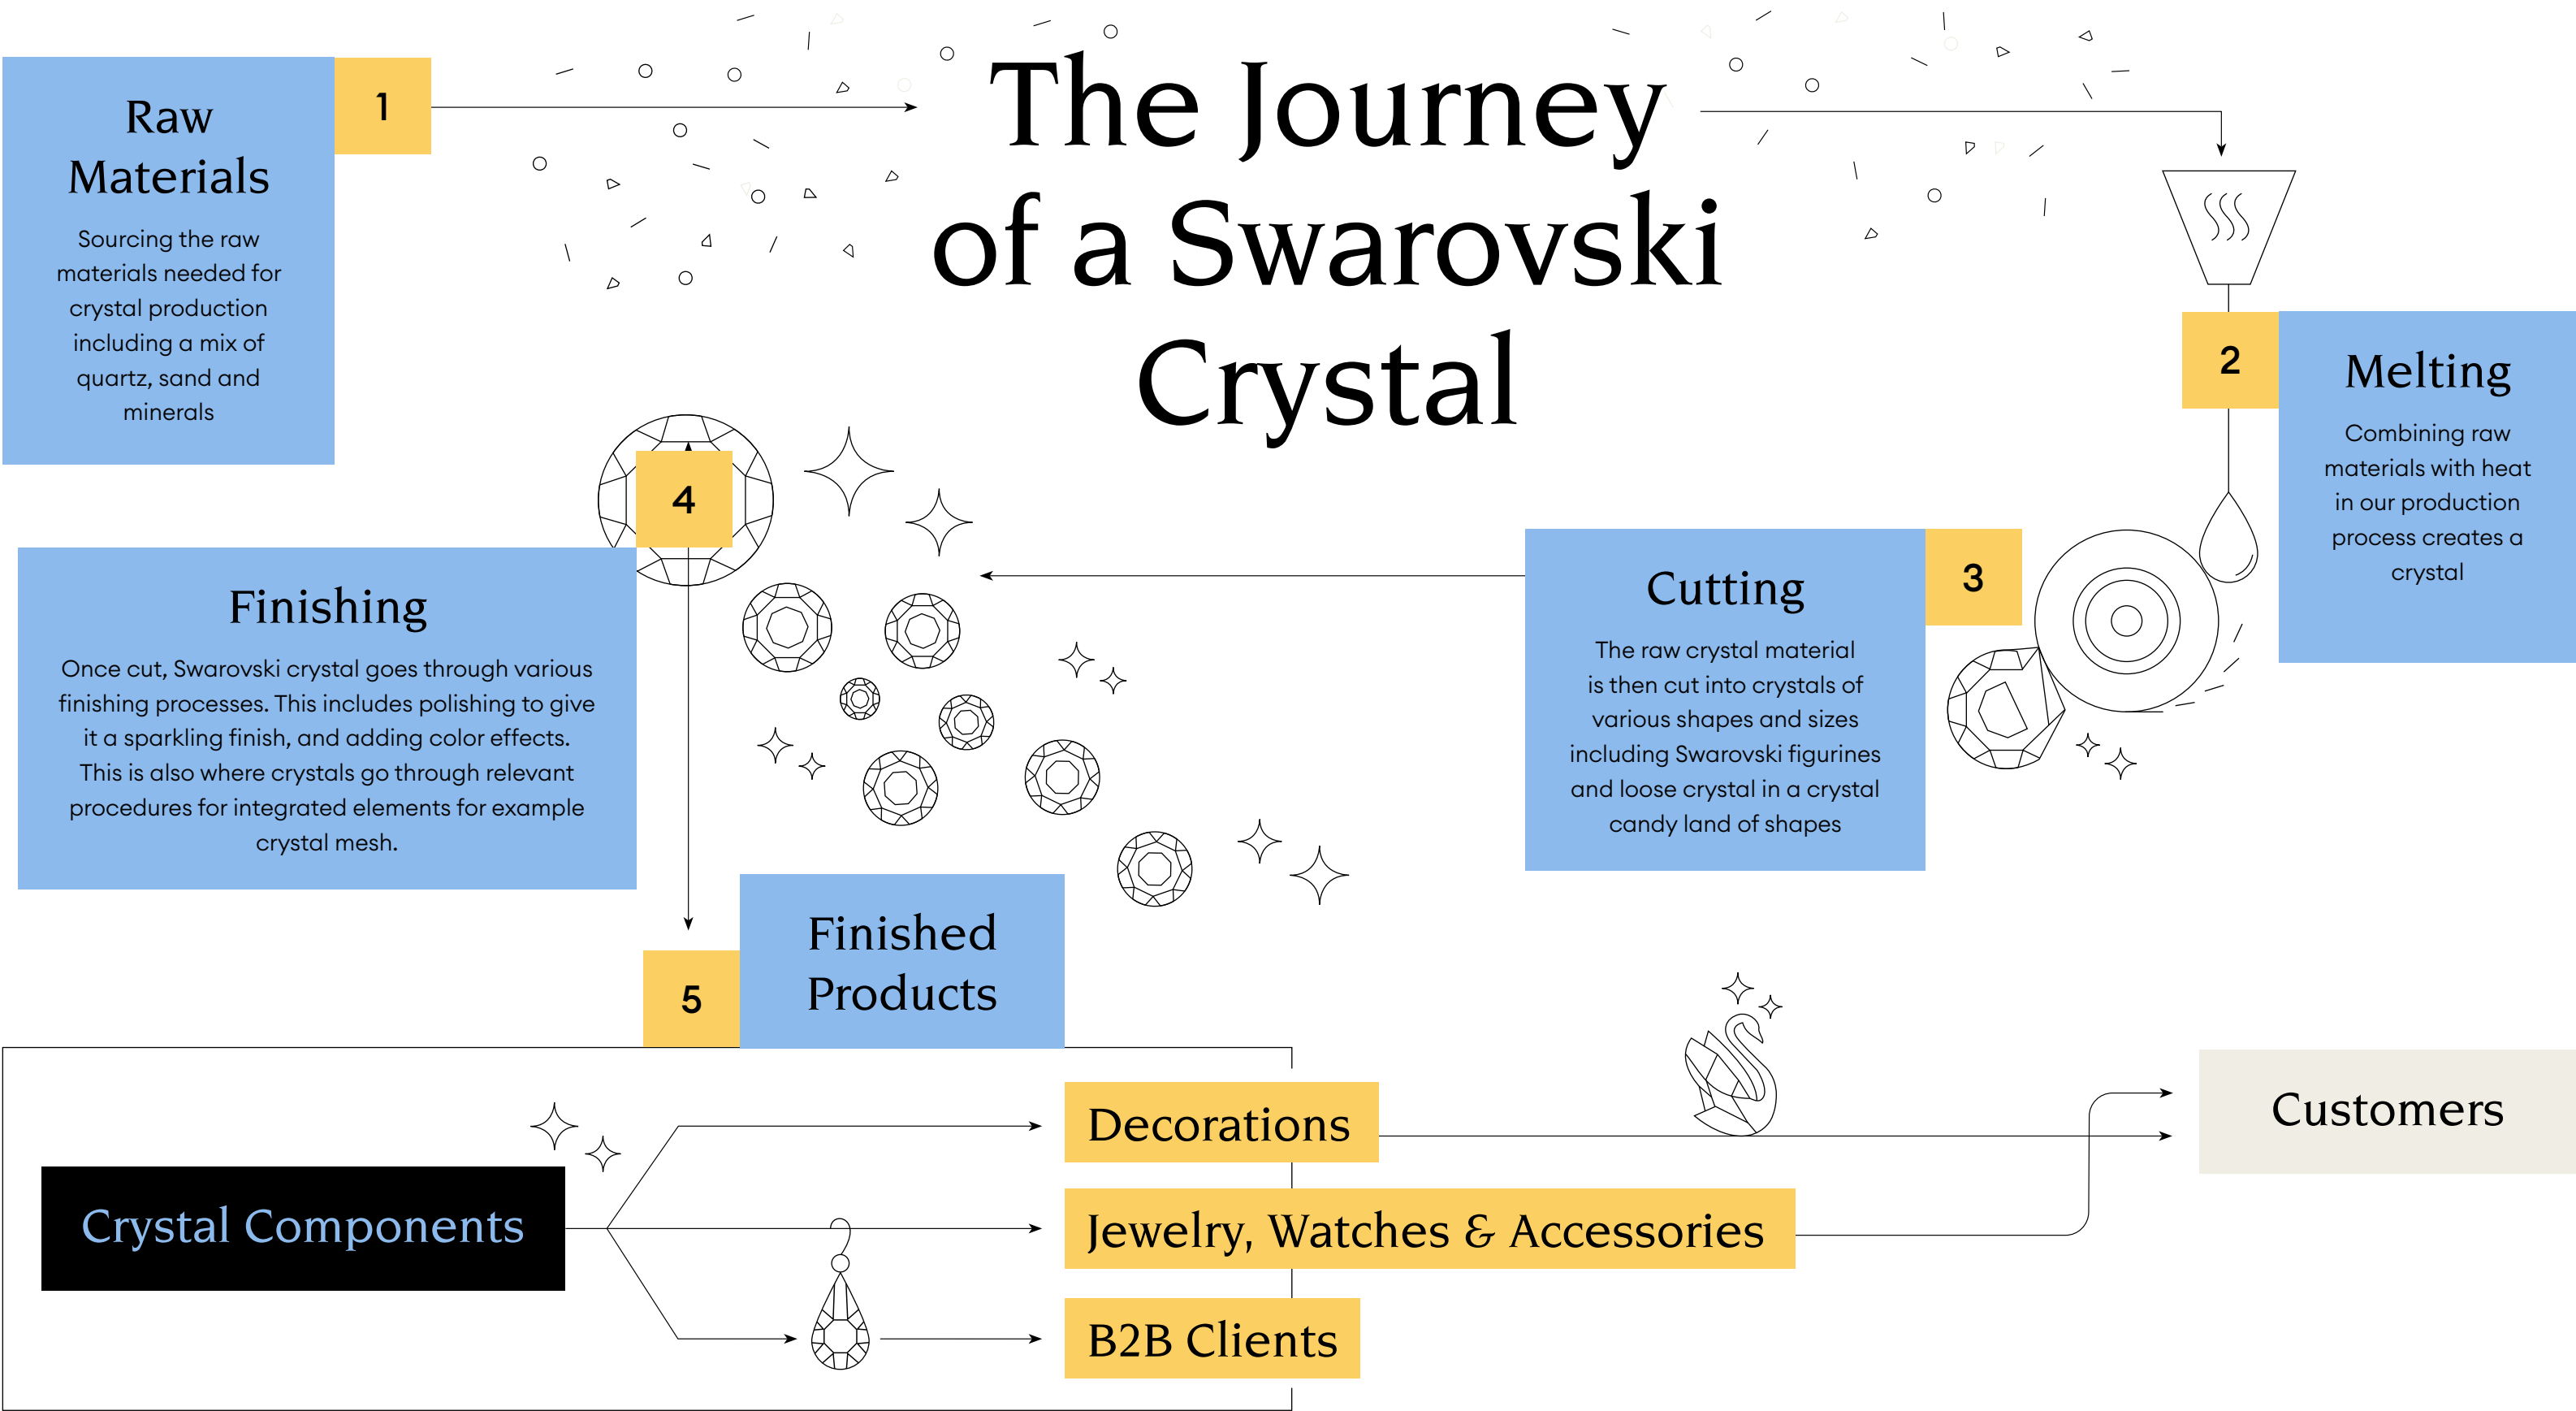 The Journey
of a Swarovski
Crystal
1
Raw
Materials
Sourcing the raw
materials needed for
crystal production
including a mix of
quartz, sand and
minerals
2
Melting
Combining raw
materials with heat
in our production
process creates a
crystal
3
Cutting
The raw crystal material
is then cut into crystals of
various shapes and sizes
including Swarovski figurines
and loose crystal in a crystal
candy land of shapes
4
Finishing
Once cut, Swarovski crystal goes through various
finishing processes. This includes polishing to give
it a sparkling finish, and adding color effects.
This is also where crystals go through relevant
procedures for integrated elements for example
crystal mesh.
5
Finished
Products
Crystal Components
Decorations
Jewelry, Watches & Accessories
B2B Clients
Customers